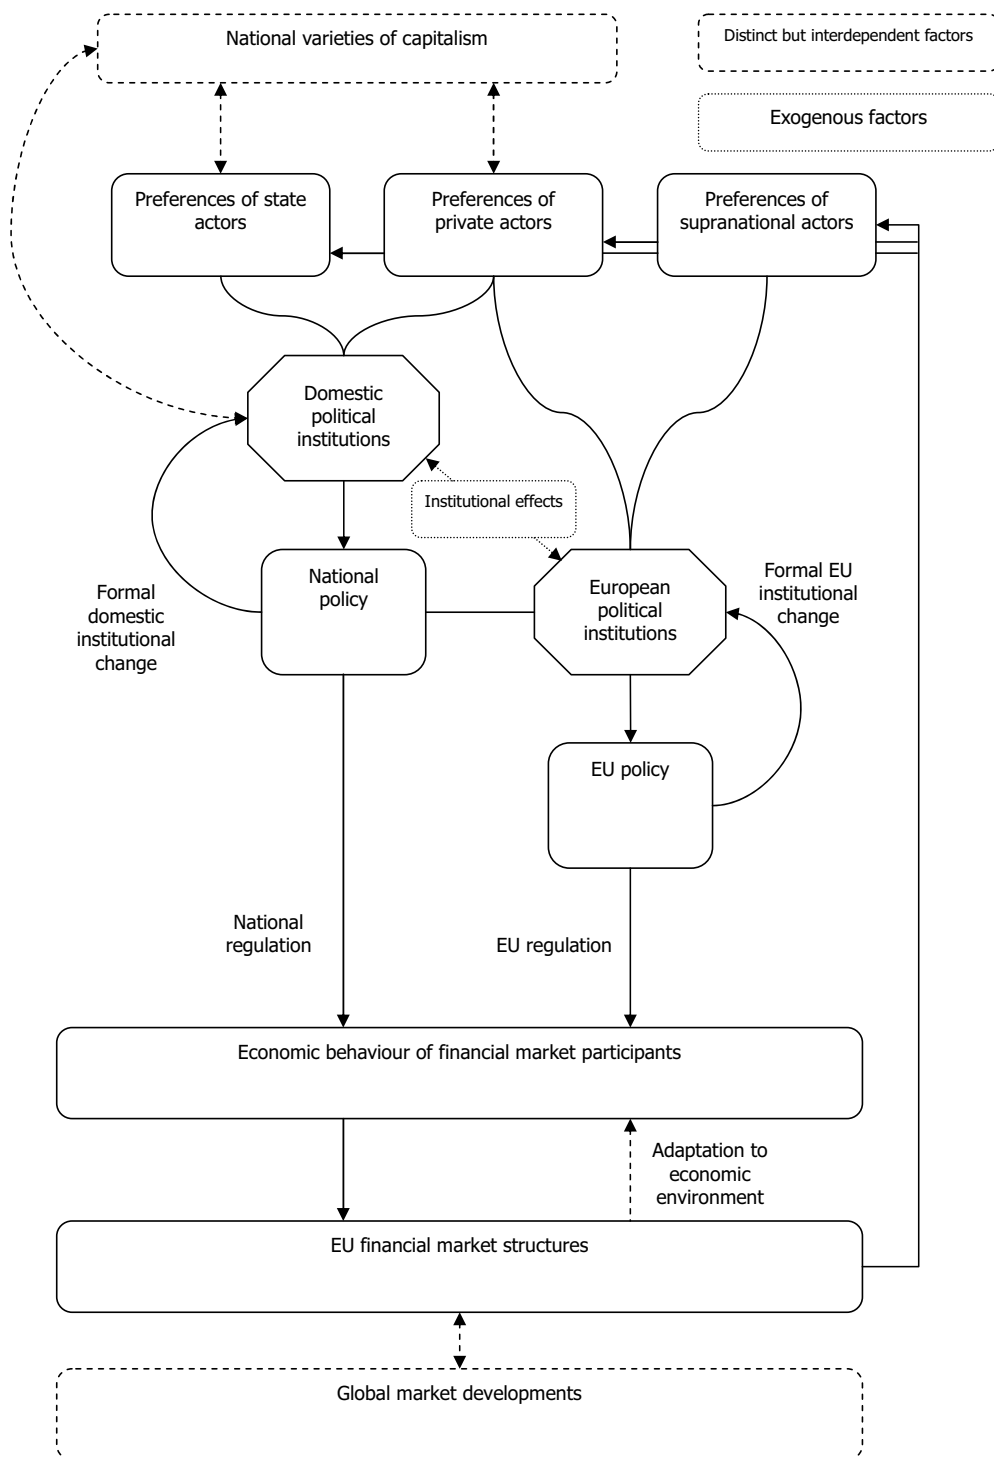 National varieties of capitalism
Distinct but interdependent factors
Exogenous factors
Preferences of state
actors
Preferences of
private actors
Preferences of
supranational actors
Domestic
political
institutions
Institutional effects
National
policy
European
political
institutions
Formal
domestic
institutional
change
Formal EU
institutional
change
EU policy
National
regulation
EU regulation
Economic behaviour of financial market participants
Adaptation to
economic
environment
EU financial market structures
Global market developments